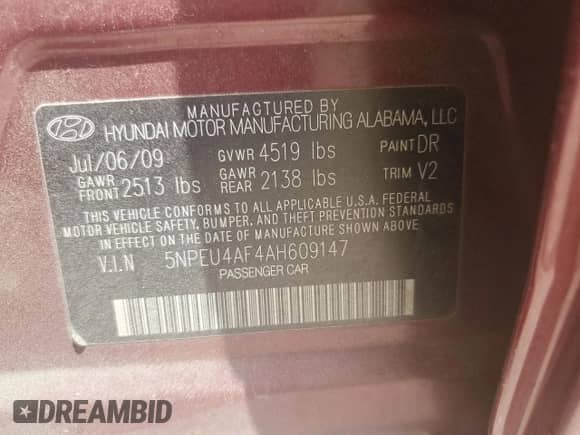 MANUFACTURED BY
HYUNDAI MOTOR MANUFACTURING ALABAMA, LLC
Jul/06/09 GVWR 4519 lbs PAINT DR
GAWR FRONT 2513 lbs GAWR REAR 2138 lbs TRIM V2
THIS VEHICLE CONFORMS TO ALL APPLICABLE U.S.A. FEDERAL
MOTOR VEHICLE SAFETY, BUMPER, AND THEFT PREVENTION STANDARDS
IN EFFECT ON THE DATE OF MANUFACTURE SHOWN ABOVE.
V.I.N 5NPEU4AF4AH609147
PASSENGER CAR
DREAMBID